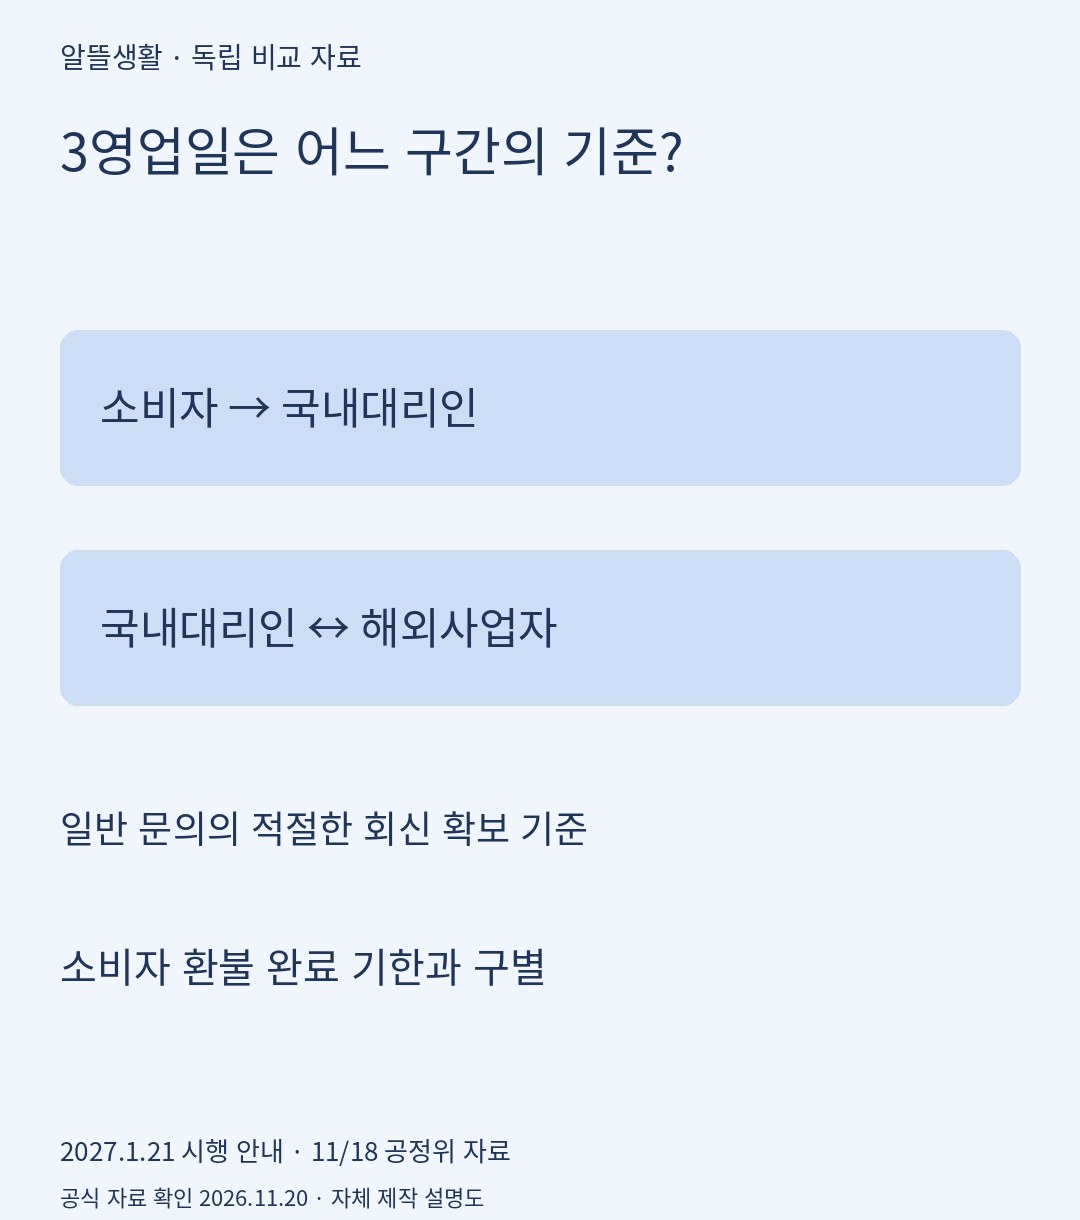 알뜰생활 · 독립 비교 자료
3영업일은 어느 구간의 기준?
소비자 → 국내대리인
국내대리인 ↔ 해외사업자
일반 문의의 적절한 회신 확보 기준
소비자 환불 완료 기한과 구별
2027.1.21 시행 안내 · 11/18 공정위 자료
공식 자료 확인 2026.11.20 · 자체 제작 설명도